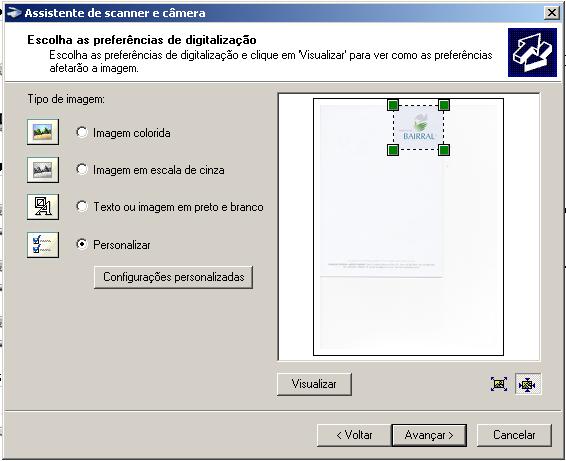 Assistente de scanner e câmera
Escolha as preferências de digitalização
Escolha as preferências de digitalização e clique em 'Visualizar' para ver como as preferências
afetarão a imagem.
Tipo de imagem:
Imagem colorida
Imagem em escala de cinza
Texto ou imagem em preto e branco
Personalizar
Configurações personalizadas
BAIRRAL
Visualizar
< Voltar
Avançar >
Cancelar